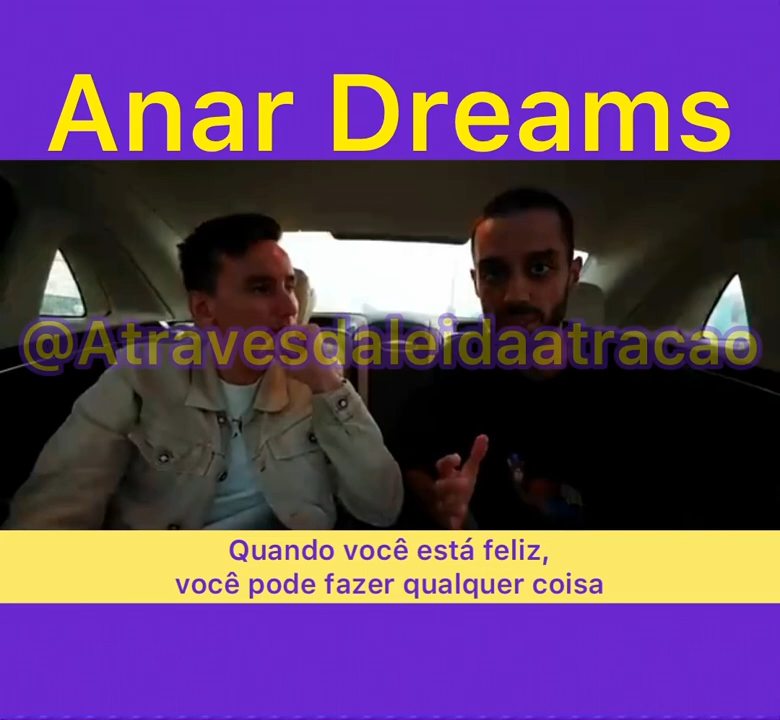 Anar Dreams
@Atravesdaleidaatracao
Quando você está feliz,
você pode fazer qualquer coisa